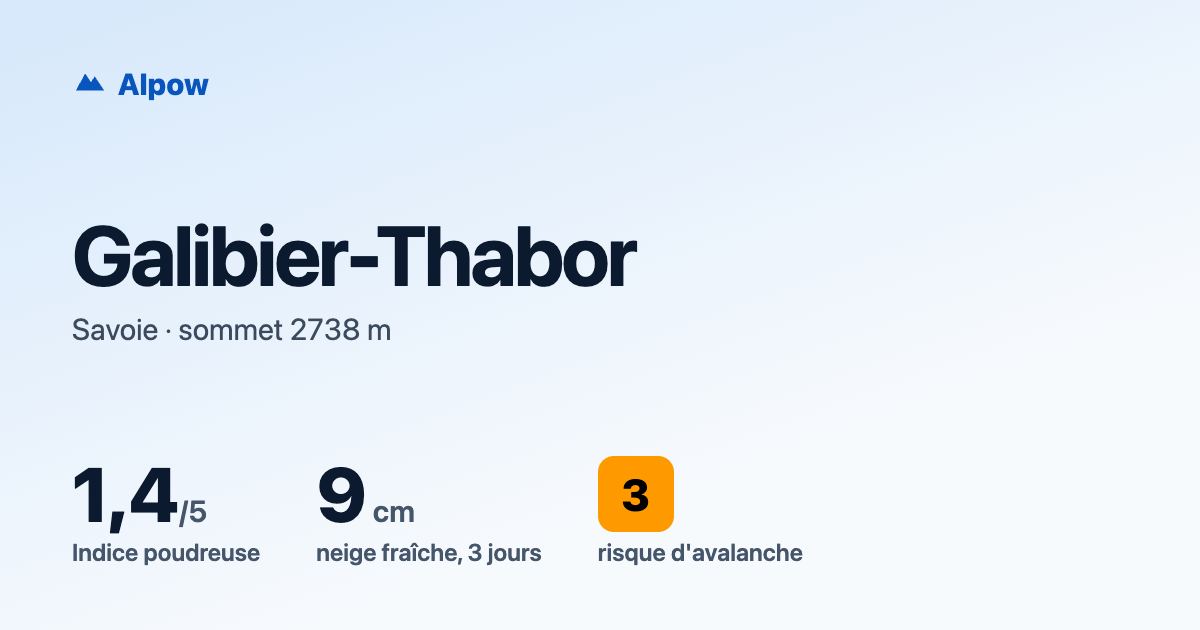 Alpow
Galibier-Thabor
Savoie · sommet 2738 m
1,4/5
Indice poudreuse
9 cm
neige fraîche, 3 jours
3
risque d'avalanche